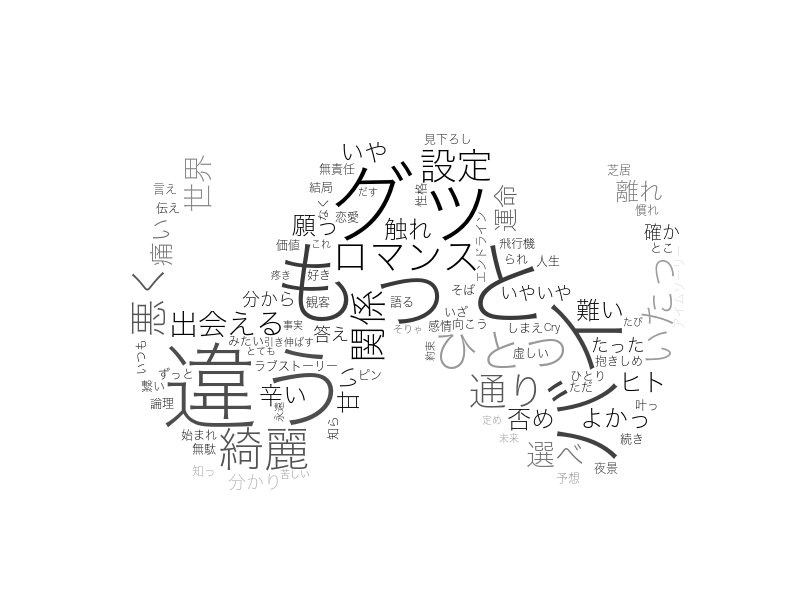 見下ろし
いや
設定
無責任
芝居
世界
グッ
言え
結局
だす
性格
離れ
伝え
なく
恋愛
運命
慣れ
願っ
触れ
確か
痛い
価値
これ
ロマンス
エンドライン
飛行機
とこ
られ
人生
疼き
好き
もっと
いやいや
そば
タイムツーリー
悪く
分から
観客
関係
語る
難い
いたっ
出会える
事実
答え
そりゃ
いざ
感情
向こう
しまえ
Cry
たび
みたい
引き伸ばす
ひとつ
たった
いつも
とても
約束
虚しい
抱きしめ
違う
ラブストーリー
ピン
ずっと
ひとり
ヒト
繋い
辛い
甘い
通り
ただ
バイバイ
論理
永遠
叶っ
否め
よかっ
定め
始まれ
知ら
未来
続き
無駄
綺麗
選べ
夜景
知っ
分かり
苦しい
予想